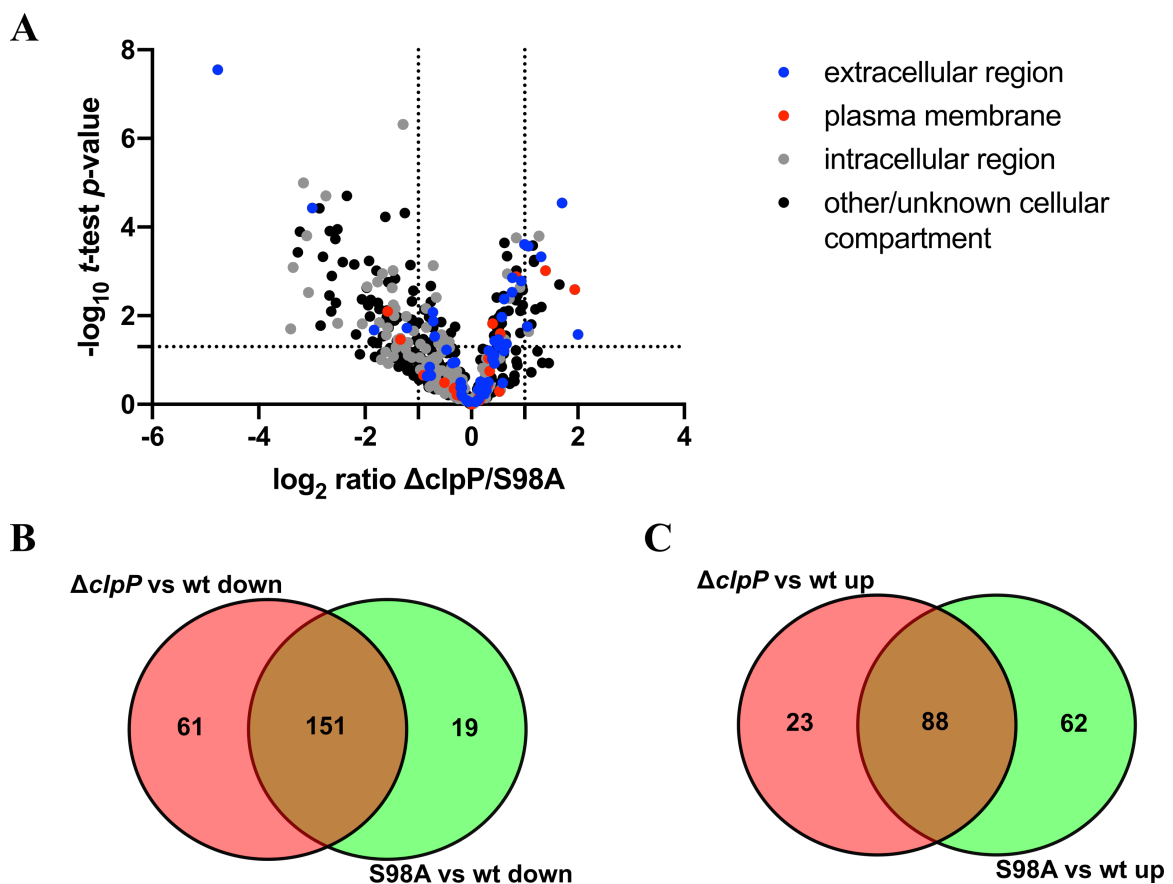 A
8
6
4
2
0
-log10 t-test p-value
-6
-4
-2
0
2
4
log2 ratio ΔclpP/S98A
extracellular region
plasma membrane
intracellular region
other/unknown cellular
compartment
B
ΔclpP vs wt down
61
151
19
S98A vs wt down
C
ΔclpP vs wt up
23
88
62
S98A vs wt up